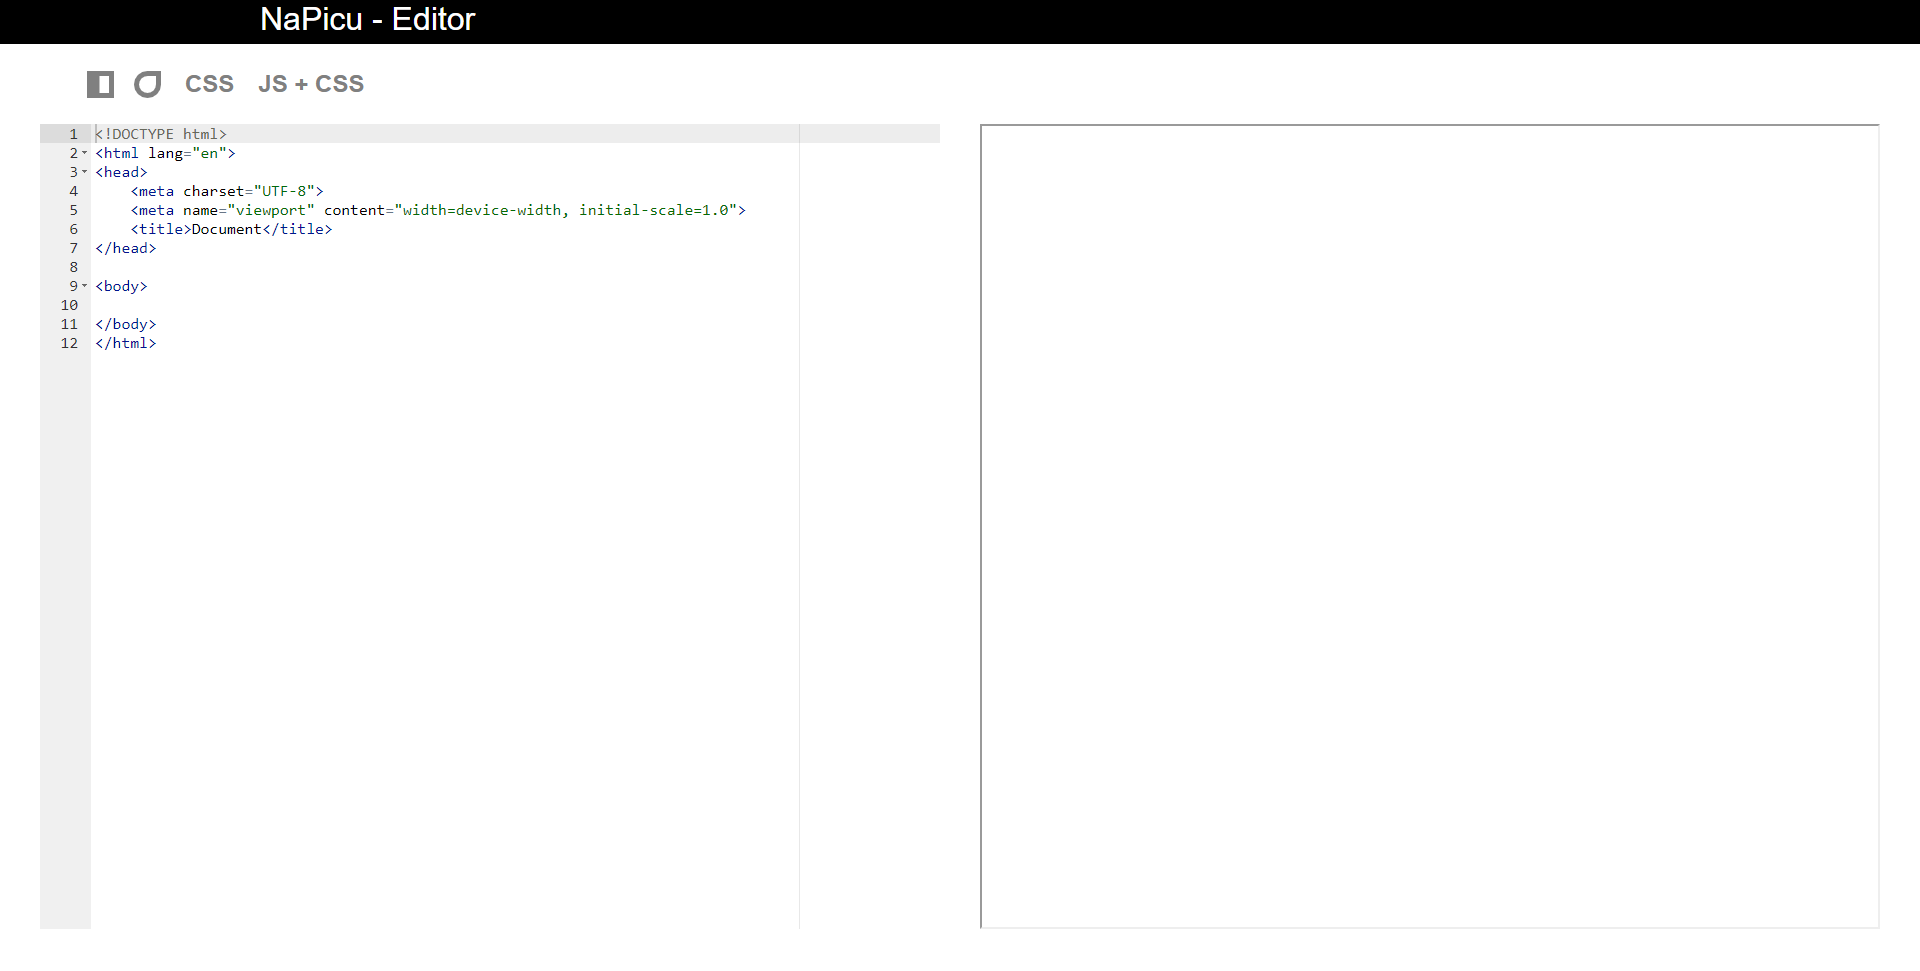 NaPicu - Editor
CSS JS + CSS
1 <!DOCTYPE html>
2 <html lang="en">
3 <head>
4     <meta charset="UTF-8">
5     <meta name="viewport" content="width=device-width, initial-scale=1.0">
6     <title>Document</title>
7 </head>
8
9 <body>
10
11 </body>
12 </html>